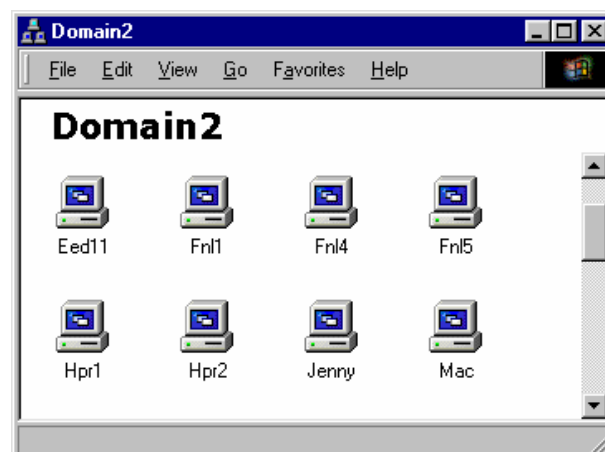 Domain2
File Edit View Go Favorites Help
Domain2
Eed11 Fnl1 Fnl4 Fnl5
Hpr1 Hpr2 Jenny Mac